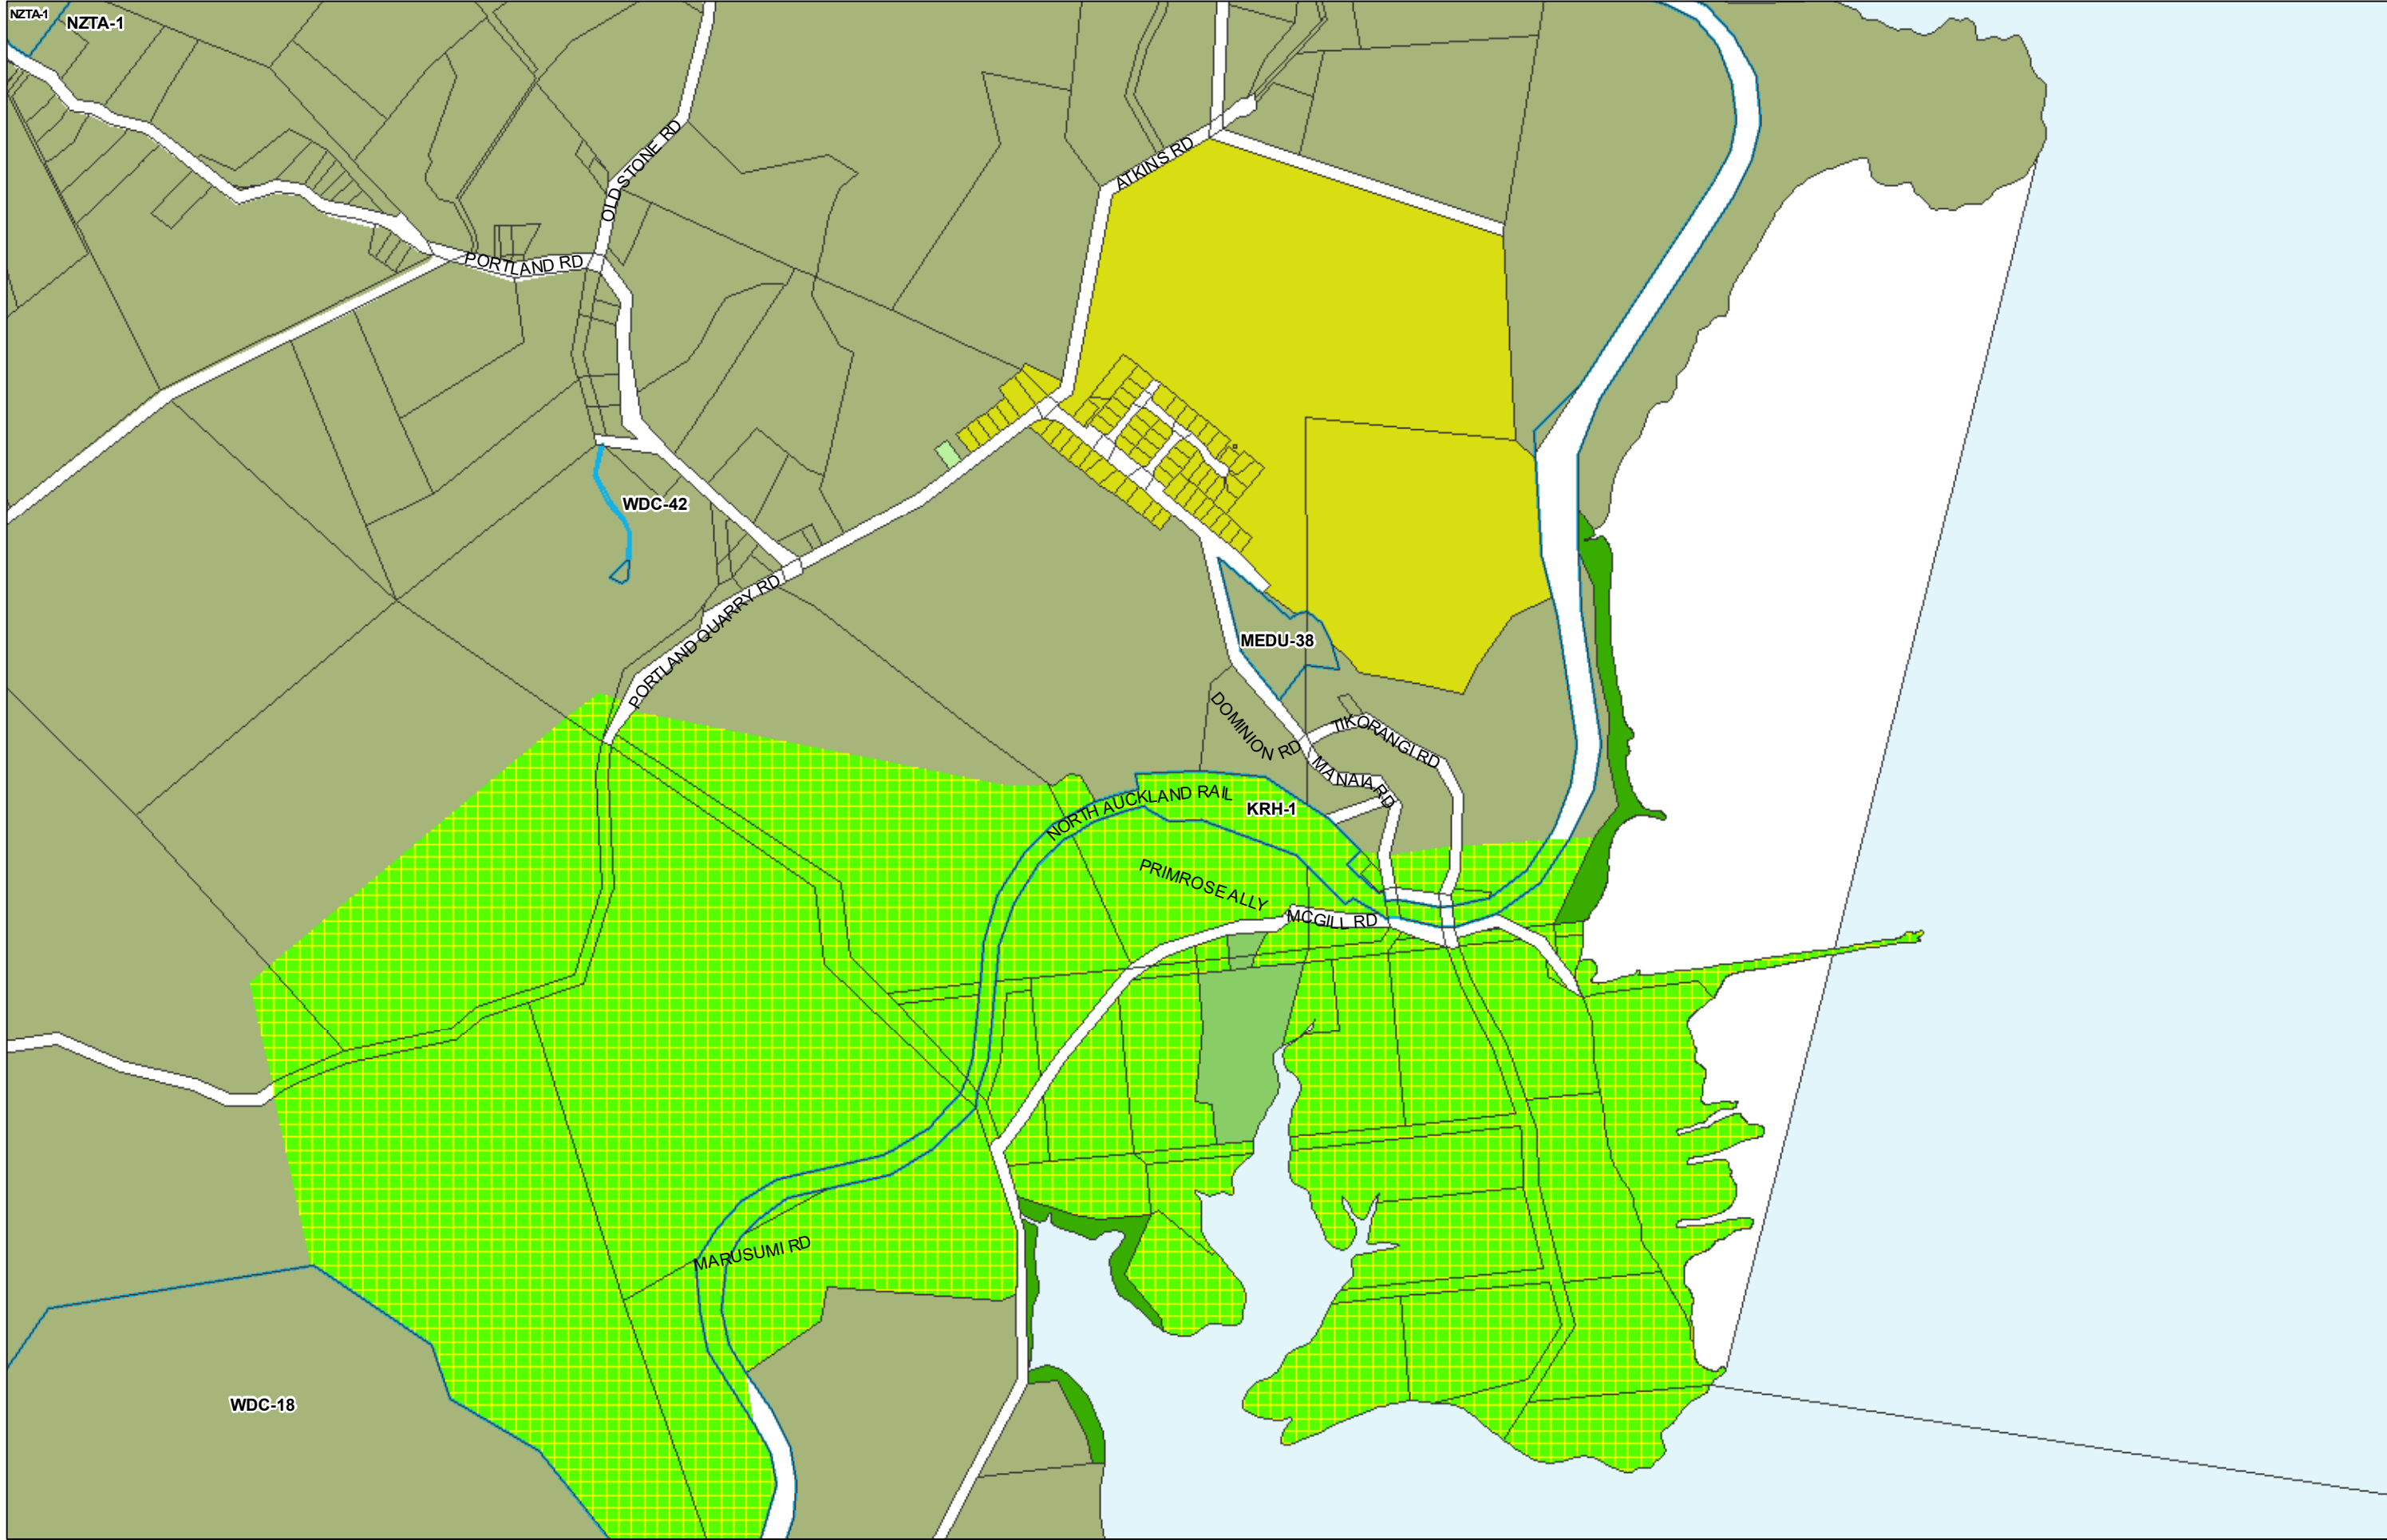 NZTA-1
NZTA-1
OLD STONE RD
ATKINS RD
PORTLAND RD
WDC-42
PORTLAND QUARRY RD
MEDU-38
DOMINION RD
TIKORANGI RD
MANAIA RD
NORTH AUCKLAND RAIL
KRH-1
PRIMROSE ALLY
MCGILL RD
MARUSUMI RD
WDC-18